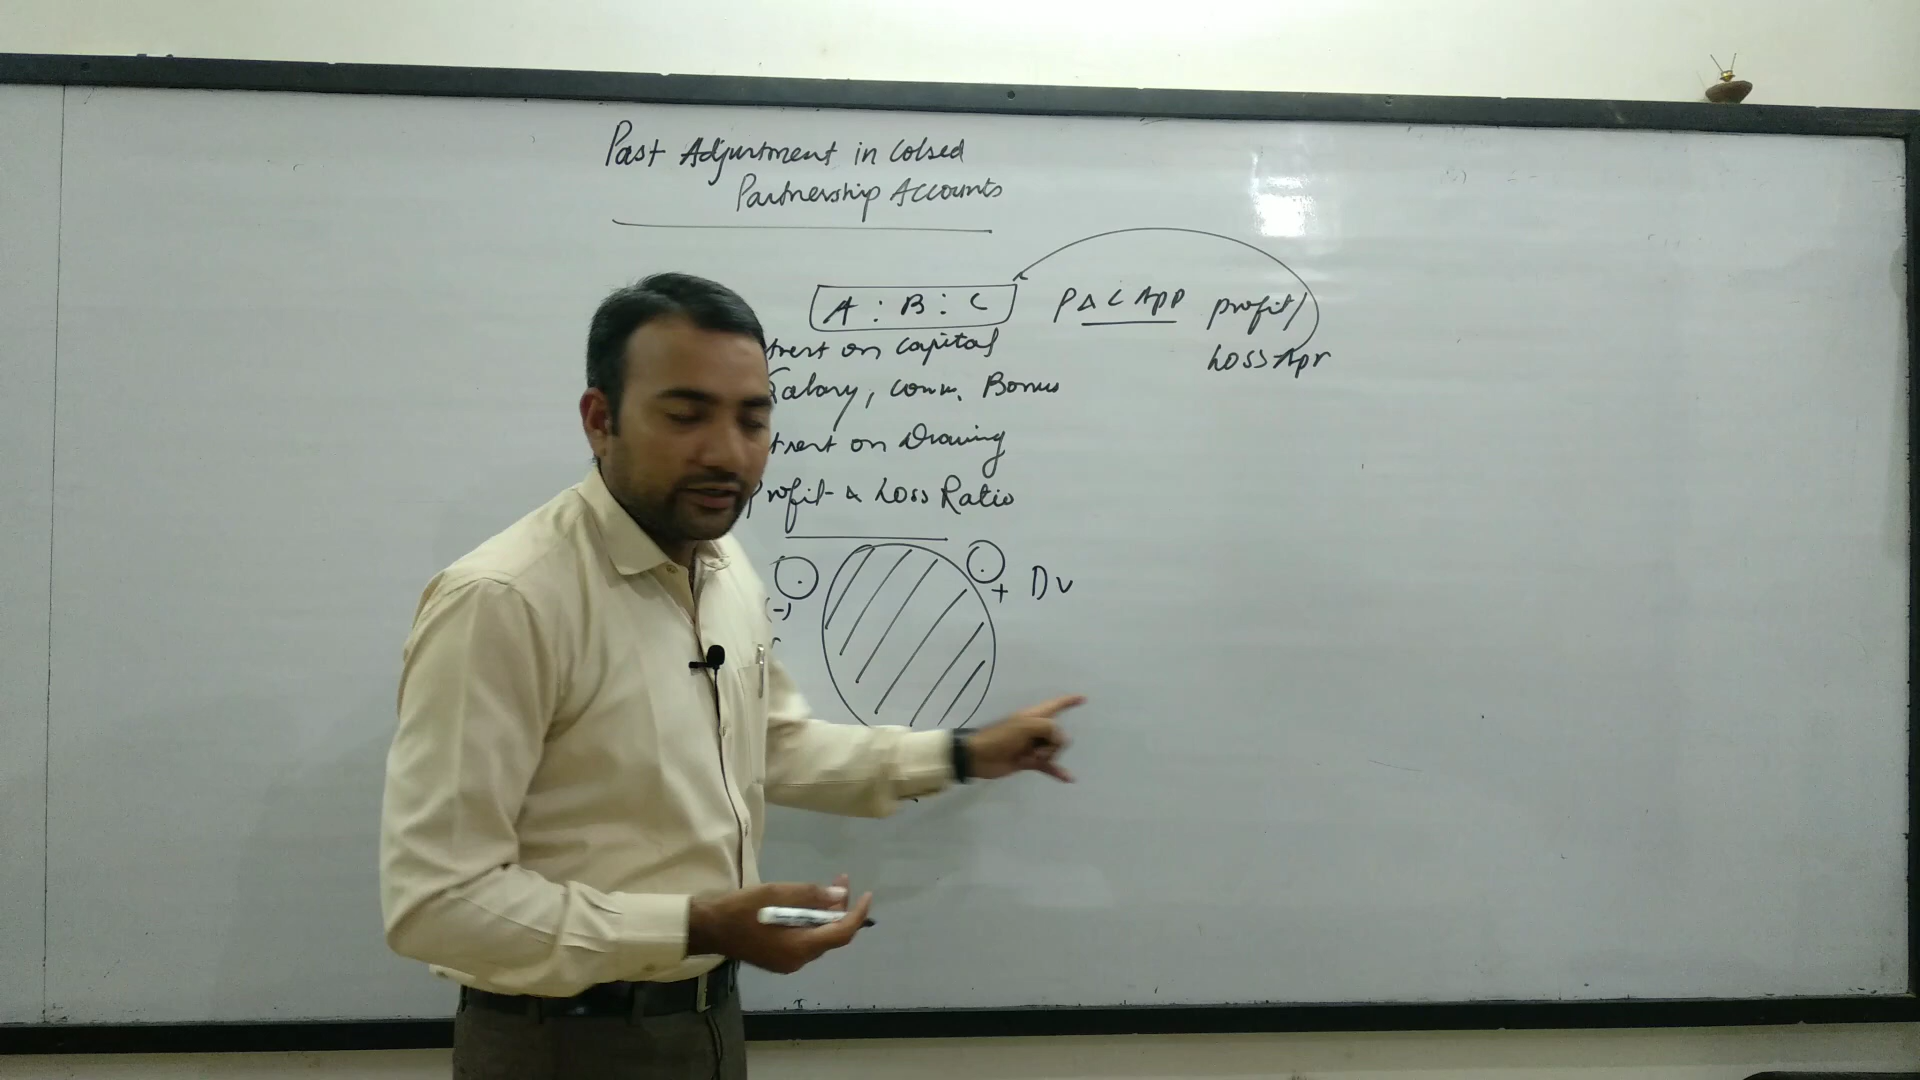 Past Adjustment in Colsed
Partnership Accounts
A : B : C P & L App profit/
Loss Apr
trest on capital
Salary, comm. Bonus
trest on Drawing
Profit & Loss Ratio
+ Dr
(-)